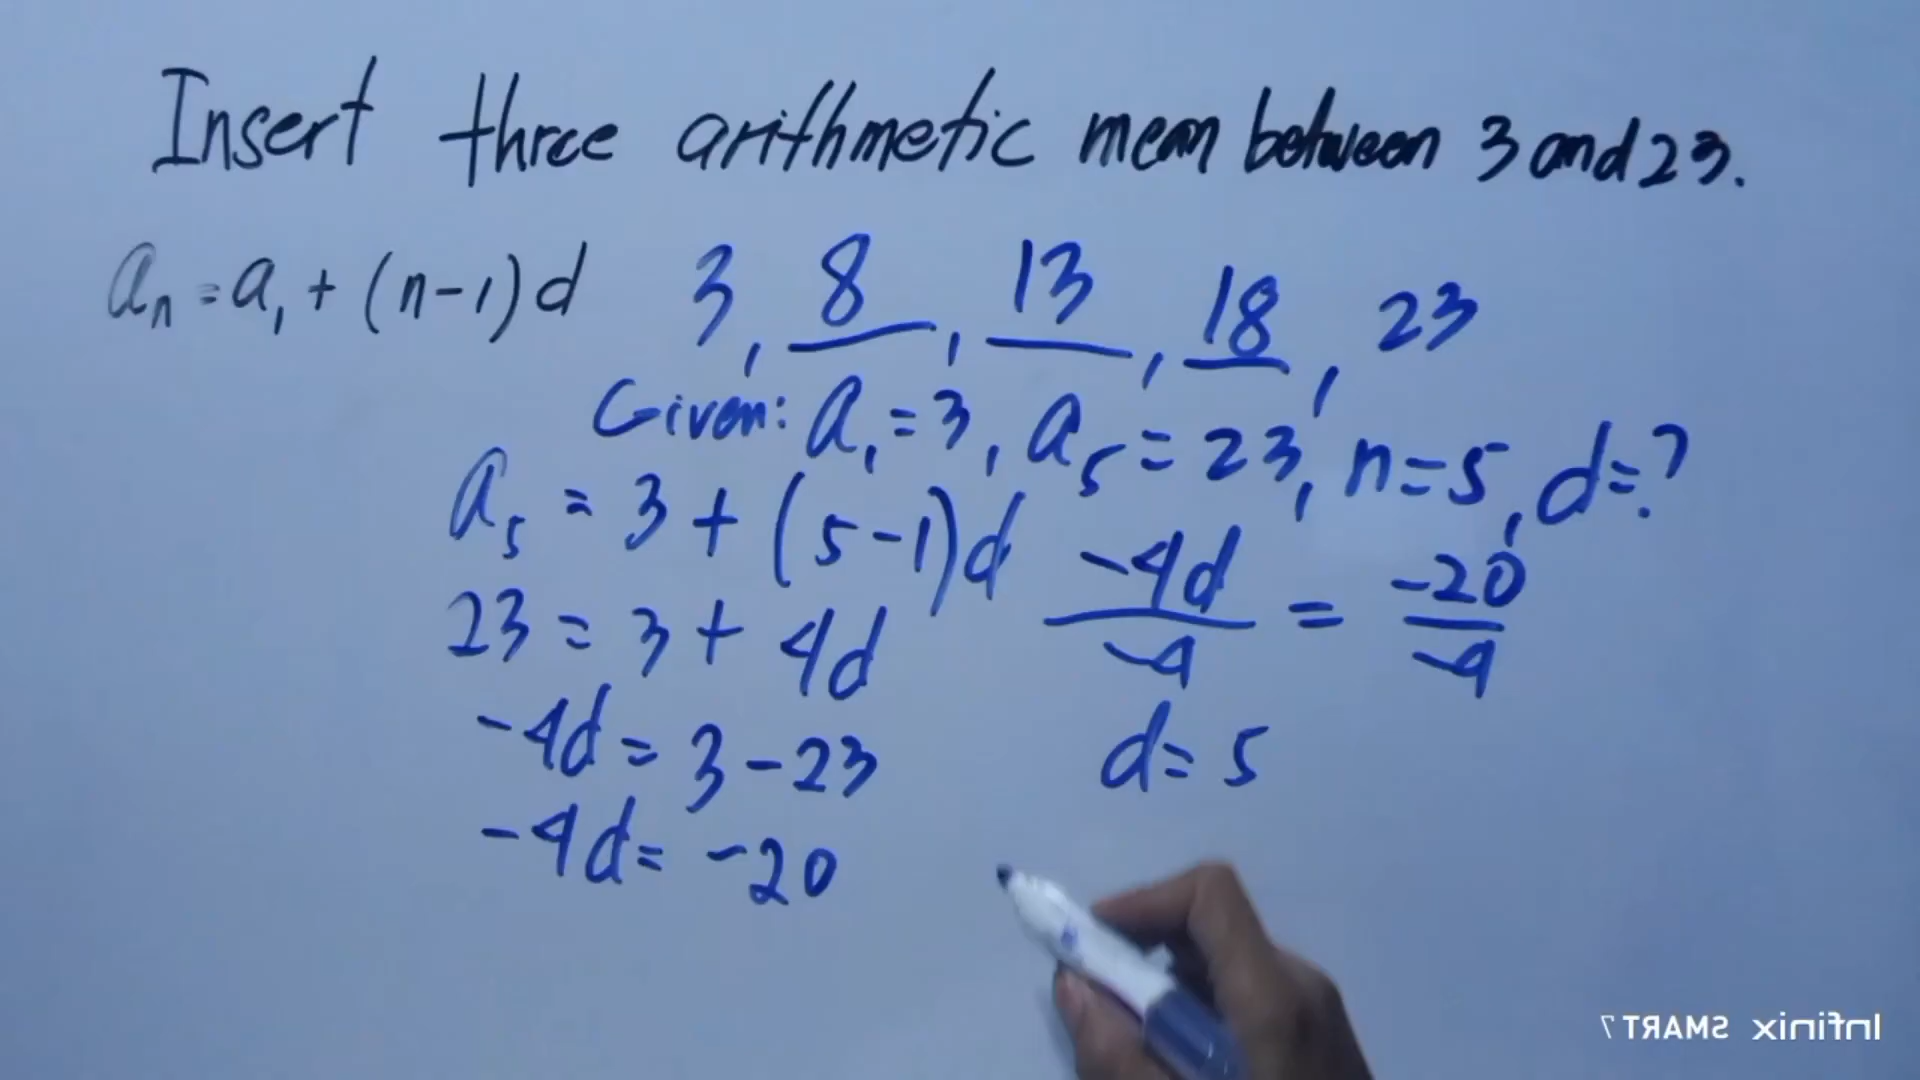 Insert three arithmetic mean between 3 and 23.
aₙ = a₁ + (n-1)d
3, 8, 13, 18, 23
Given: a₁ = 3, a₅ = 23, n = 5, d = ?
a₅ = 3 + (5-1)d
23 = 3 + 4d
-4d = 3 - 23
-4d = -20
-4d/-4 = -20/-4
d = 5
Infinix SMART 7